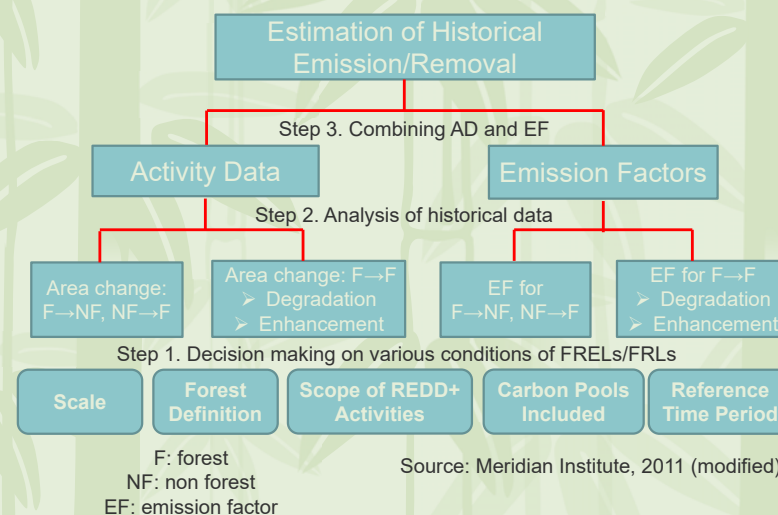 Estimation of Historical
Emission/Removal
Step 3. Combining AD and EF
Activity Data
Emission Factors
Step 2. Analysis of historical data
Area change:
F→NF, NF→F
Area change: F→F
➢ Degradation
➢ Enhancement
EF for
F→NF, NF→F
EF for F→F
➢ Degradation
➢ Enhancement
Step 1. Decision making on various conditions of FRELs/FRLs
Scale
Forest
Definition
Scope of REDD+
Activities
Carbon Pools
Included
Reference
Time Period
F: forest
NF: non forest
EF: emission factor
Source: Meridian Institute, 2011 (modified)